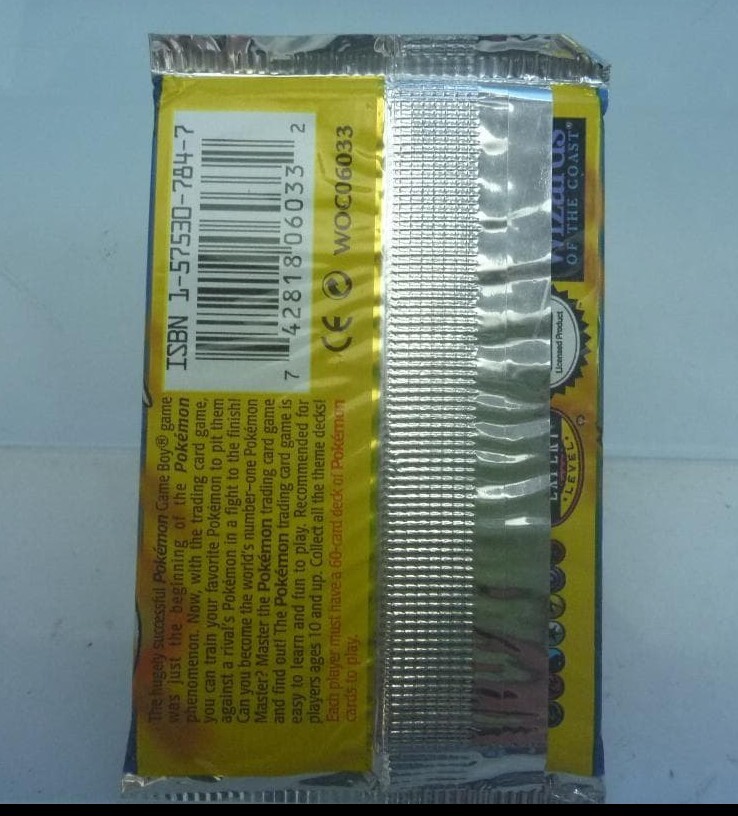 The hugely successful Pokémon Game Boy® game
was just the beginning of the Pokémon
phenomenon. Now, with the trading card game,
you can train your favorite Pokémon to pit them
against a rival's Pokémon in a fight to the finish!
Can you become the world's number-one Pokémon
Master? Master the Pokémon trading card game
and find out! The Pokémon trading card game is
easy to learn and fun to play. Recommended for
players ages 10 and up. Collect all the theme decks!
Each player must have a 60-card deck of Pokémon
cards to play.
ISBN 1-57530-784-7
7 42818 06033 2
CE WOC06033
EXPERT
LEVEL
Licensed Product
Wizards
OF THE COAST®